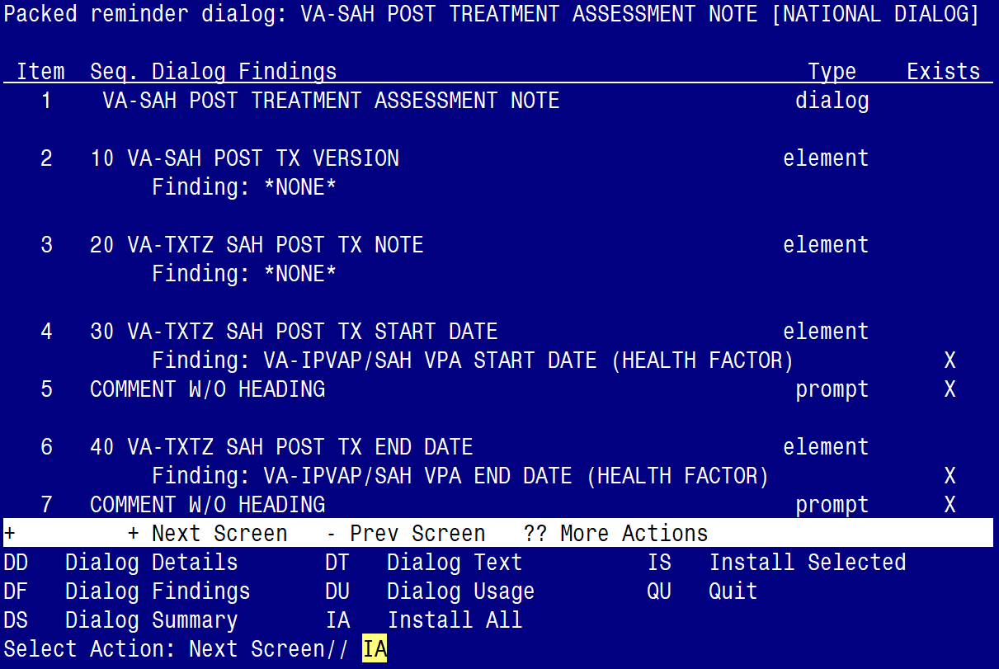 Packed reminder dialog: VA-SAH POST TREATMENT ASSESSMENT NOTE [NATIONAL DIALOG]
Item Seq. Dialog Findings Type Exists
1 VA-SAH POST TREATMENT ASSESSMENT NOTE dialog
2 10 VA-SAH POST TX VERSION element
Finding: *NONE*
3 20 VA-TXTZ SAH POST TX NOTE element
Finding: *NONE*
4 30 VA-TXTZ SAH POST TX START DATE element
Finding: VA-IPVAP/SAH VPA START DATE (HEALTH FACTOR) X
5 COMMENT W/O HEADING prompt X
6 40 VA-TXTZ SAH POST TX END DATE element
Finding: VA-IPVAP/SAH VPA END DATE (HEALTH FACTOR) X
7 COMMENT W/O HEADING prompt X
+ + Next Screen - Prev Screen ?? More Actions
DD Dialog Details DT Dialog Text IS Install Selected
DF Dialog Findings DU Dialog Usage QU Quit
DS Dialog Summary IA Install All
Select Action: Next Screen// IA